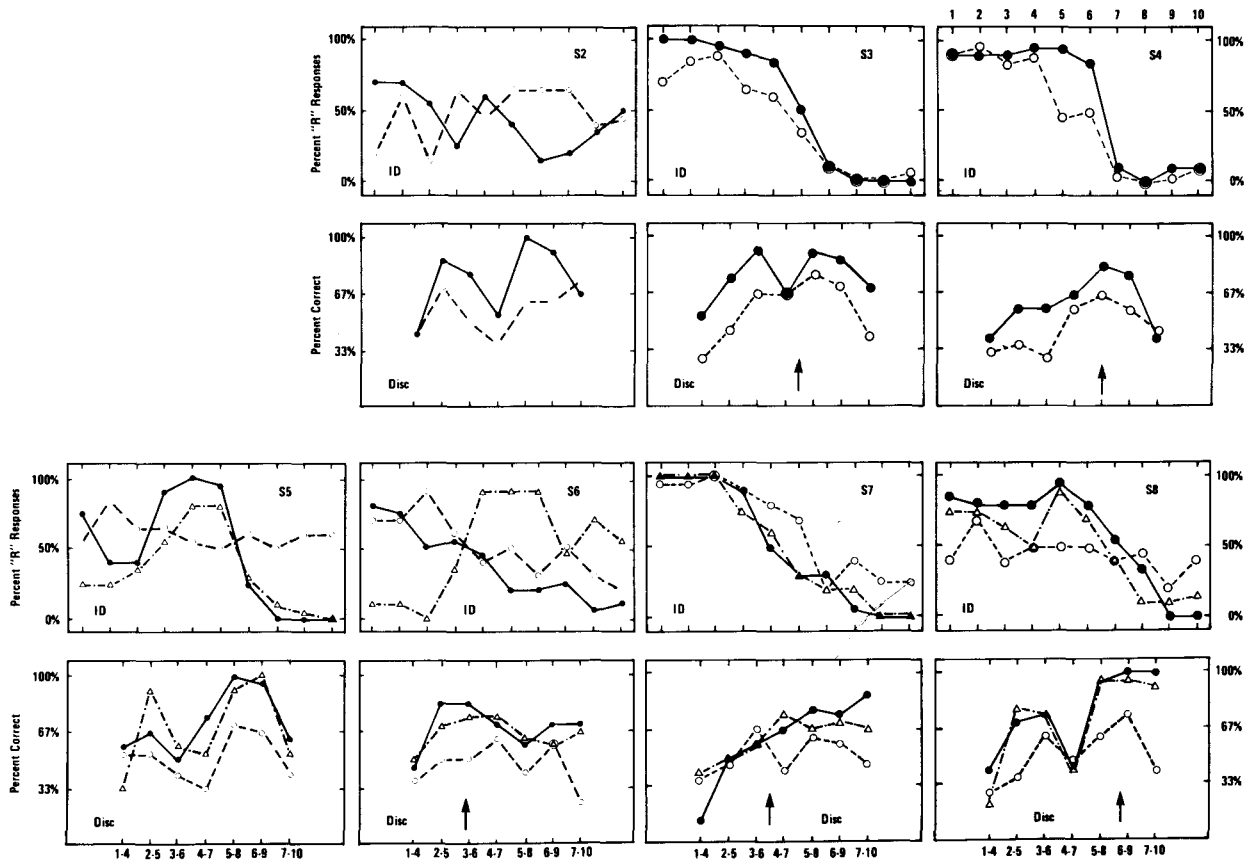 1 2 3 4 5 6 7 8 9 10
Percent "R" Responses
100%
50%
0%
S2
ID
S3
ID
S4
ID
100%
50%
0%
Percent Correct
100%
67%
33%
Disc
Disc
Disc
100%
67%
33%
Percent "R" Responses
100%
50%
0%
S5
ID
S6
ID
S7
ID
S8
ID
100%
50%
0%
Percent Correct
100%
67%
33%
Disc
Disc
Disc
Disc
100%
67%
33%
1-4 2-5 3-6 4-7 5-8 6-9 7-10
1-4 2-5 3-6 4-7 5-8 6-9 7-10
1-4 2-5 3-6 4-7 5-8 6-9 7-10
1-4 2-5 3-6 4-7 5-8 6-9 7-10